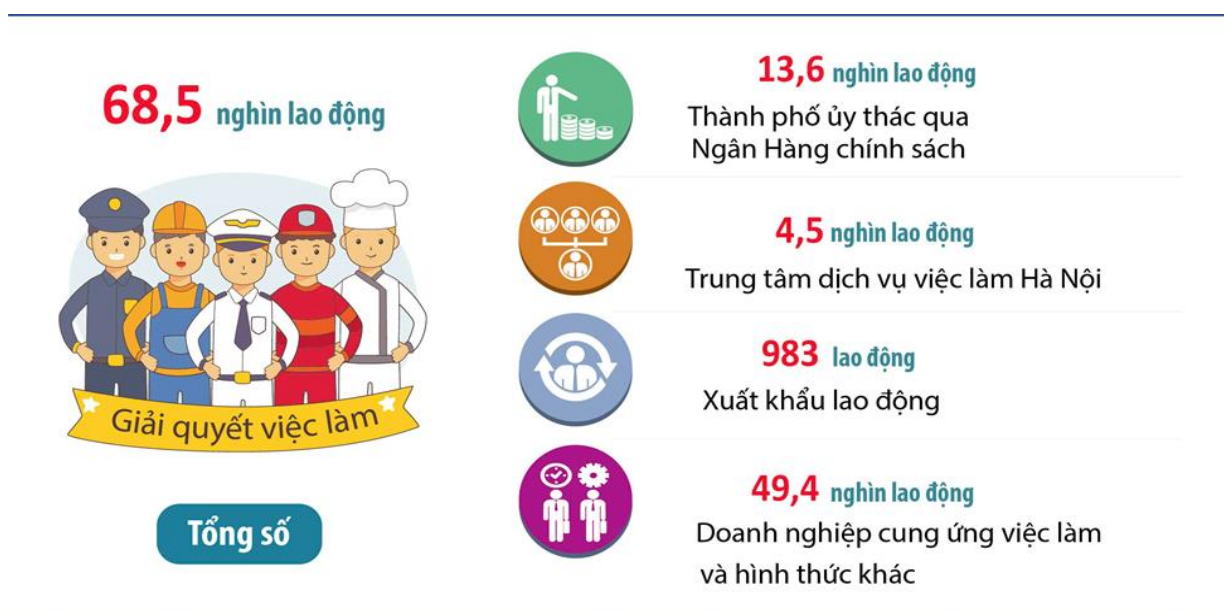 68,5 nghìn lao động
Giải quyết việc làm
Tổng số
13,6 nghìn lao động
Thành phố ủy thác qua
Ngân Hàng chính sách
4,5 nghìn lao động
Trung tâm dịch vụ việc làm Hà Nội
983 lao động
Xuất khẩu lao động
49,4 nghìn lao động
Doanh nghiệp cung ứng việc làm
và hình thức khác